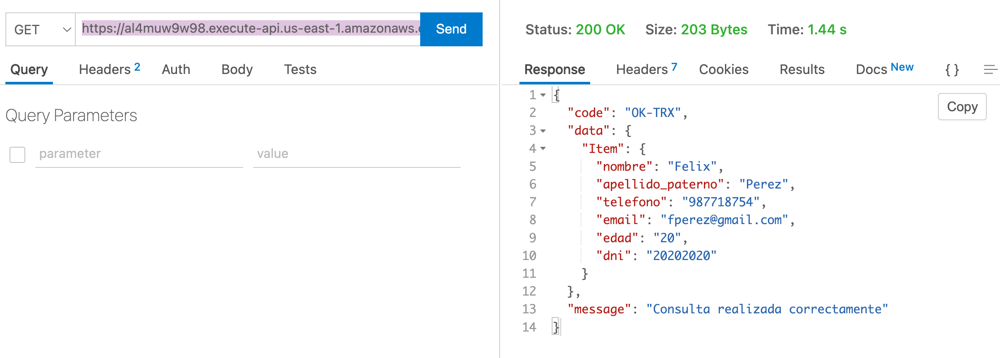 GET
https://al4muw9w98.execute-api.us-east-1.amazonaws.
Send
Query
Headers 2
Auth
Body
Tests
Query Parameters
parameter
value
Status: 200 OK
Size: 203 Bytes
Time: 1.44 s
Response
Headers 7
Cookies
Results
Docs New
{ }
Copy
1 {
2 "code": "OK-TRX",
3 "data": {
4 "Item": {
5 "nombre": "Felix",
6 "apellido_paterno": "Perez",
7 "telefono": "987718754",
8 "email": "fperez@gmail.com",
9 "edad": "20",
10 "dni": "20202020"
11 }
12 },
13 "message": "Consulta realizada correctamente"
14 }